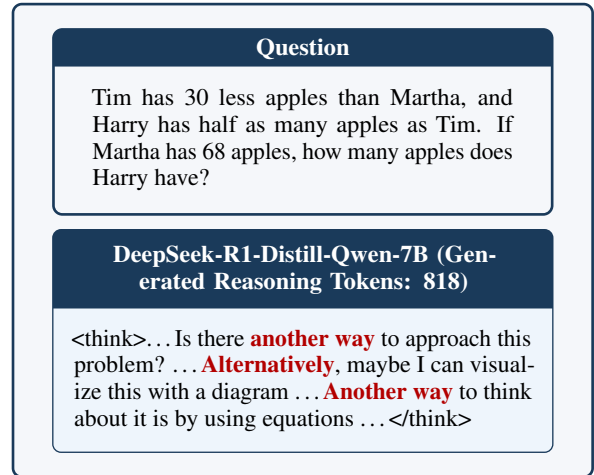 Question
Tim has 30 less apples than Martha, and
Harry has half as many apples as Tim. If
Martha has 68 apples, how many apples does
Harry have?
DeepSeek-R1-Distill-Qwen-7B (Gen-
erated Reasoning Tokens: 818)
<think>... Is there another way to approach this
problem? ... Alternatively, maybe I can visual-
ize this with a diagram ... Another way to think
about it is by using equations ... </think>